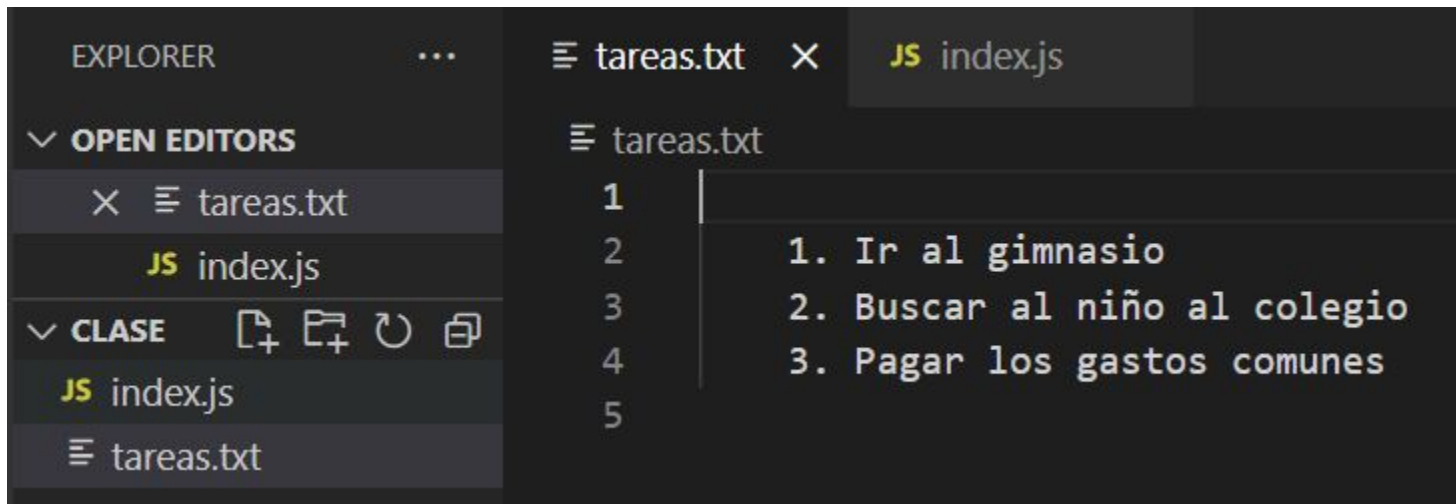 EXPLORER ...
OPEN EDITORS
tareas.txt
JS index.js
CLASE
JS index.js
tareas.txt
tareas.txt JS index.js
tareas.txt
1
2 1. Ir al gimnasio
3 2. Buscar al niño al colegio
4 3. Pagar los gastos comunes
5